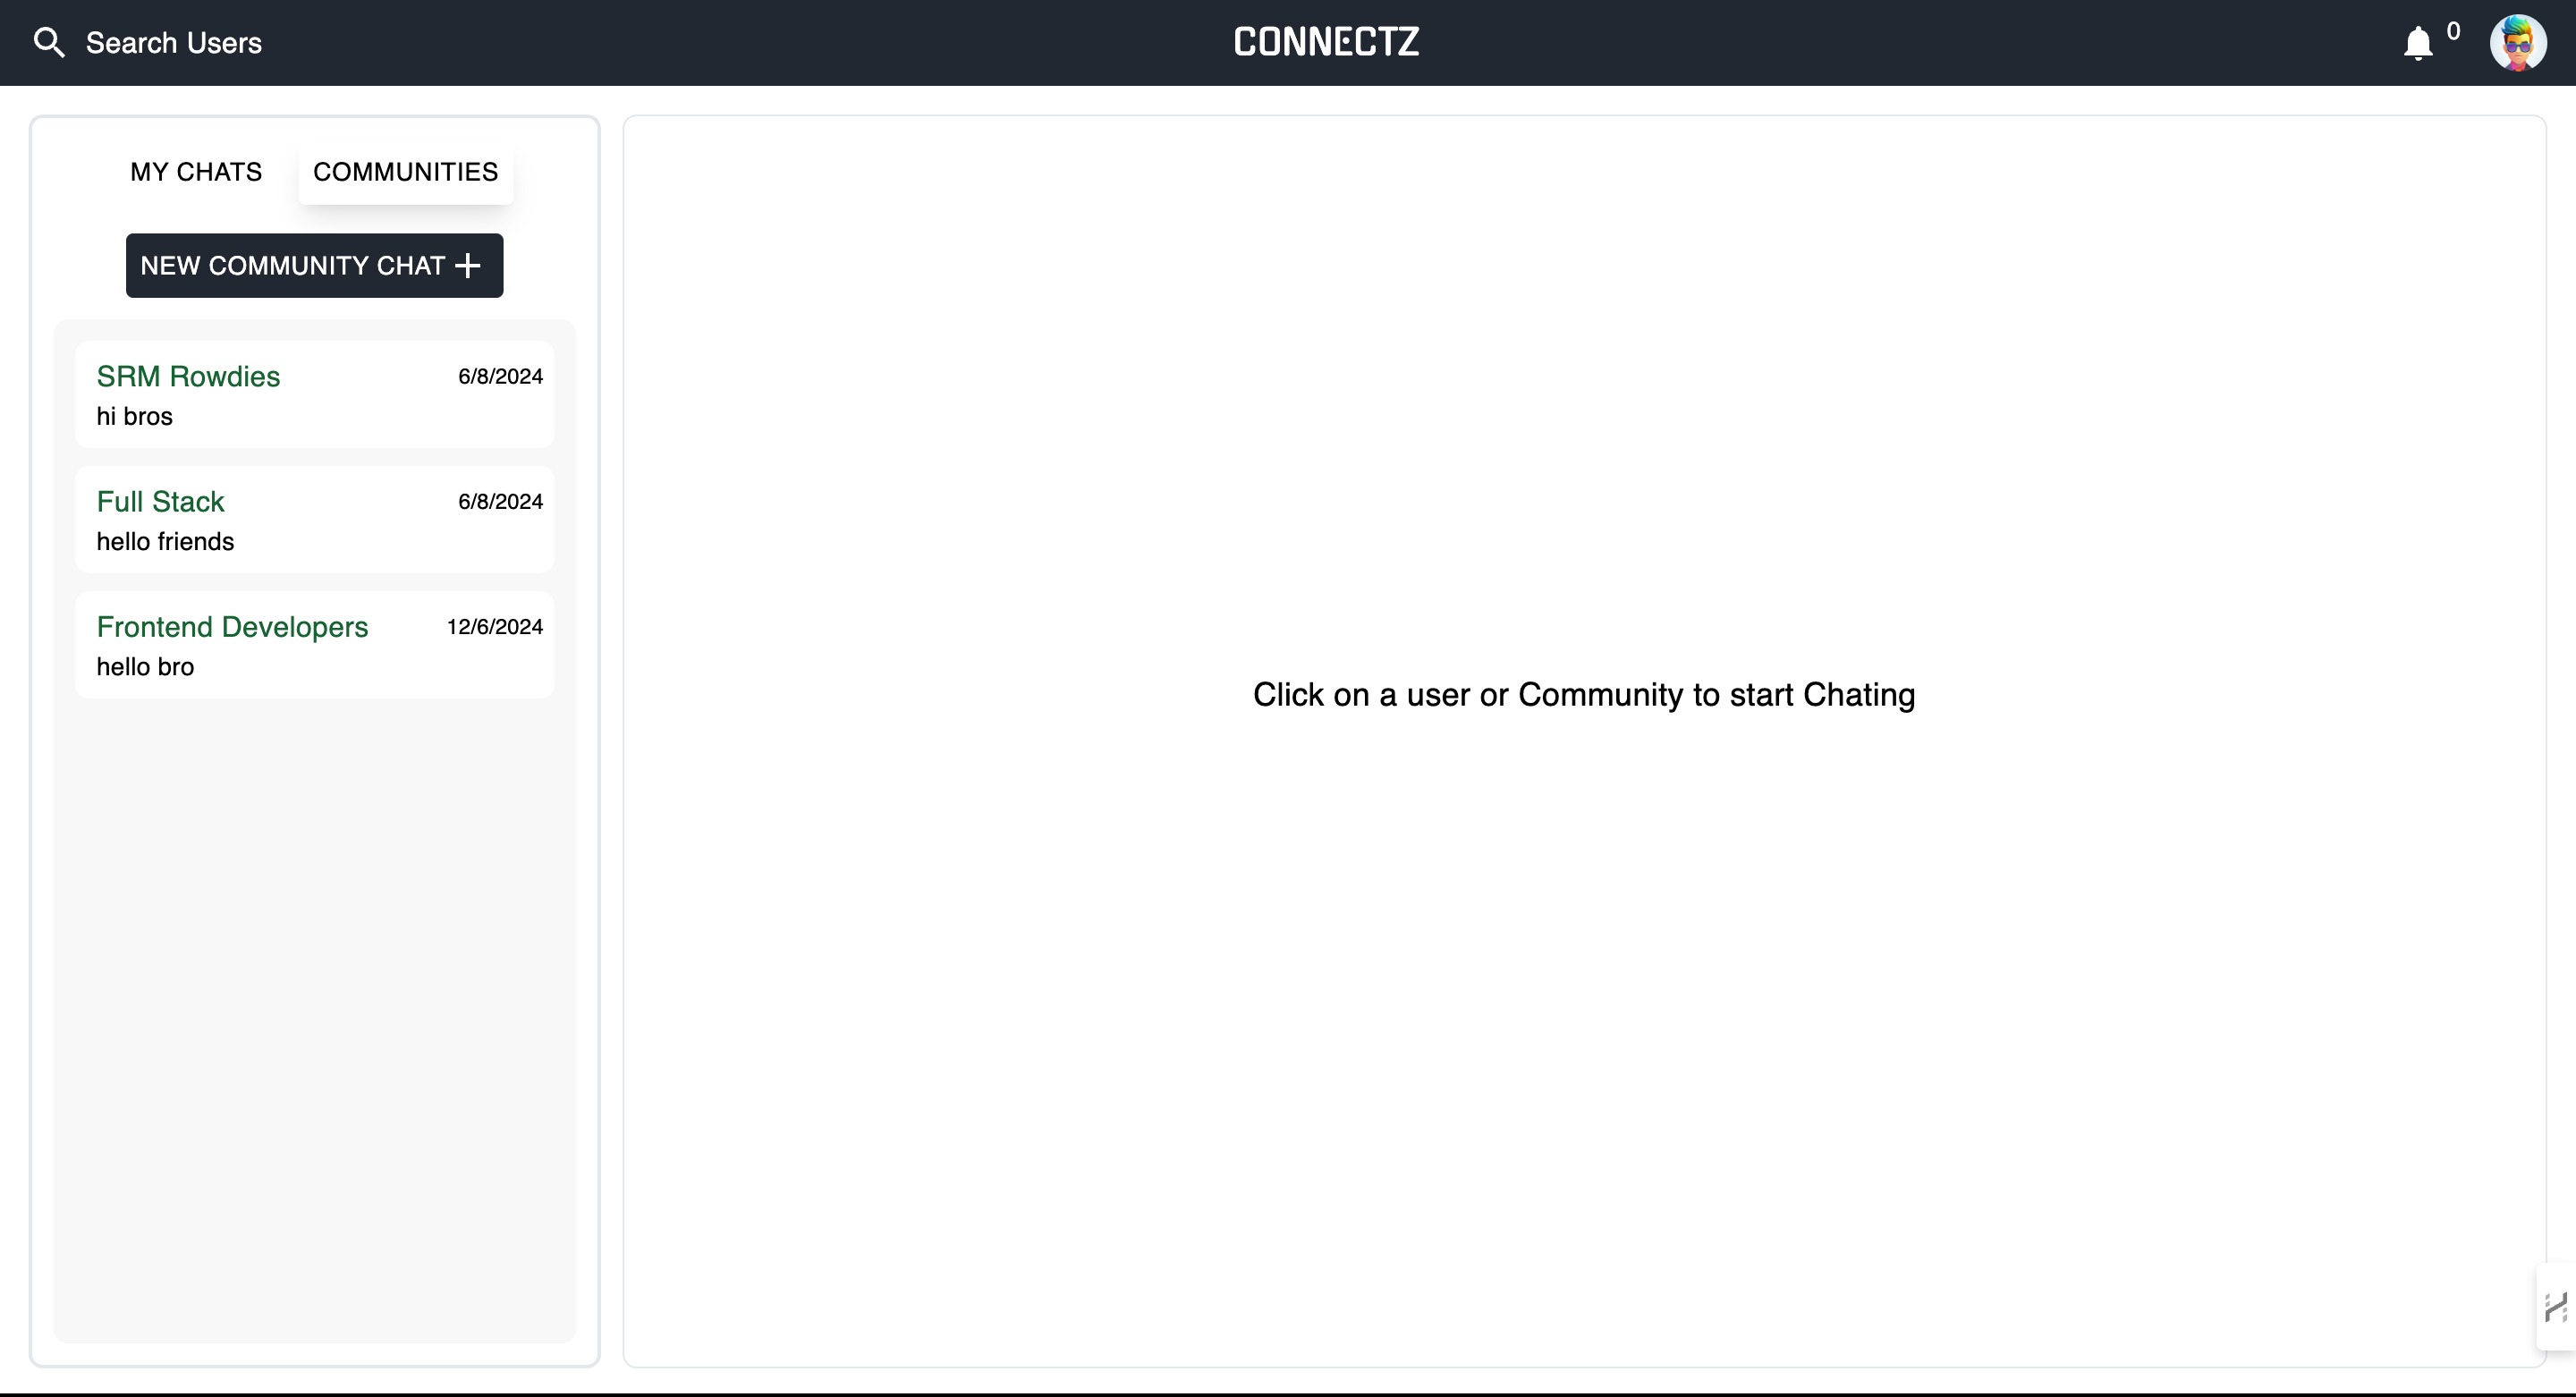 Search Users
CONNECTZ
0
MY CHATS
COMMUNITIES
NEW COMMUNITY CHAT +
SRM Rowdies
6/8/2024
hi bros
Full Stack
6/8/2024
hello friends
Frontend Developers
12/6/2024
hello bro
Click on a user or Community to start Chating